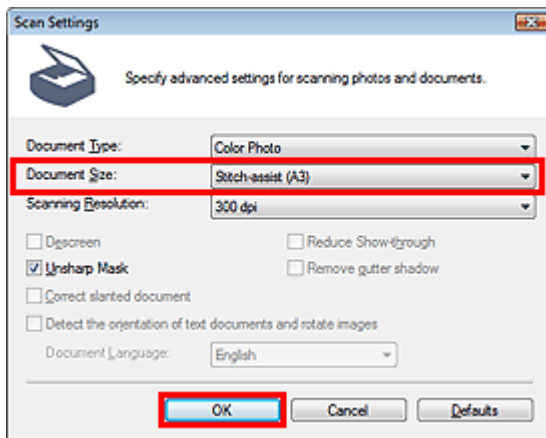 Scan Settings
Specify advanced settings for scanning photos and documents.
Document Type: Color Photo
Document Size: Stitch-assist (A3)
Scanning Resolution: 300 dpi
Descreen Reduce Show-through
Unsharp Mask Remove gutter shadow
Correct slanted document
Detect the orientation of text documents and rotate images
Document Language: English
OK Cancel Defaults